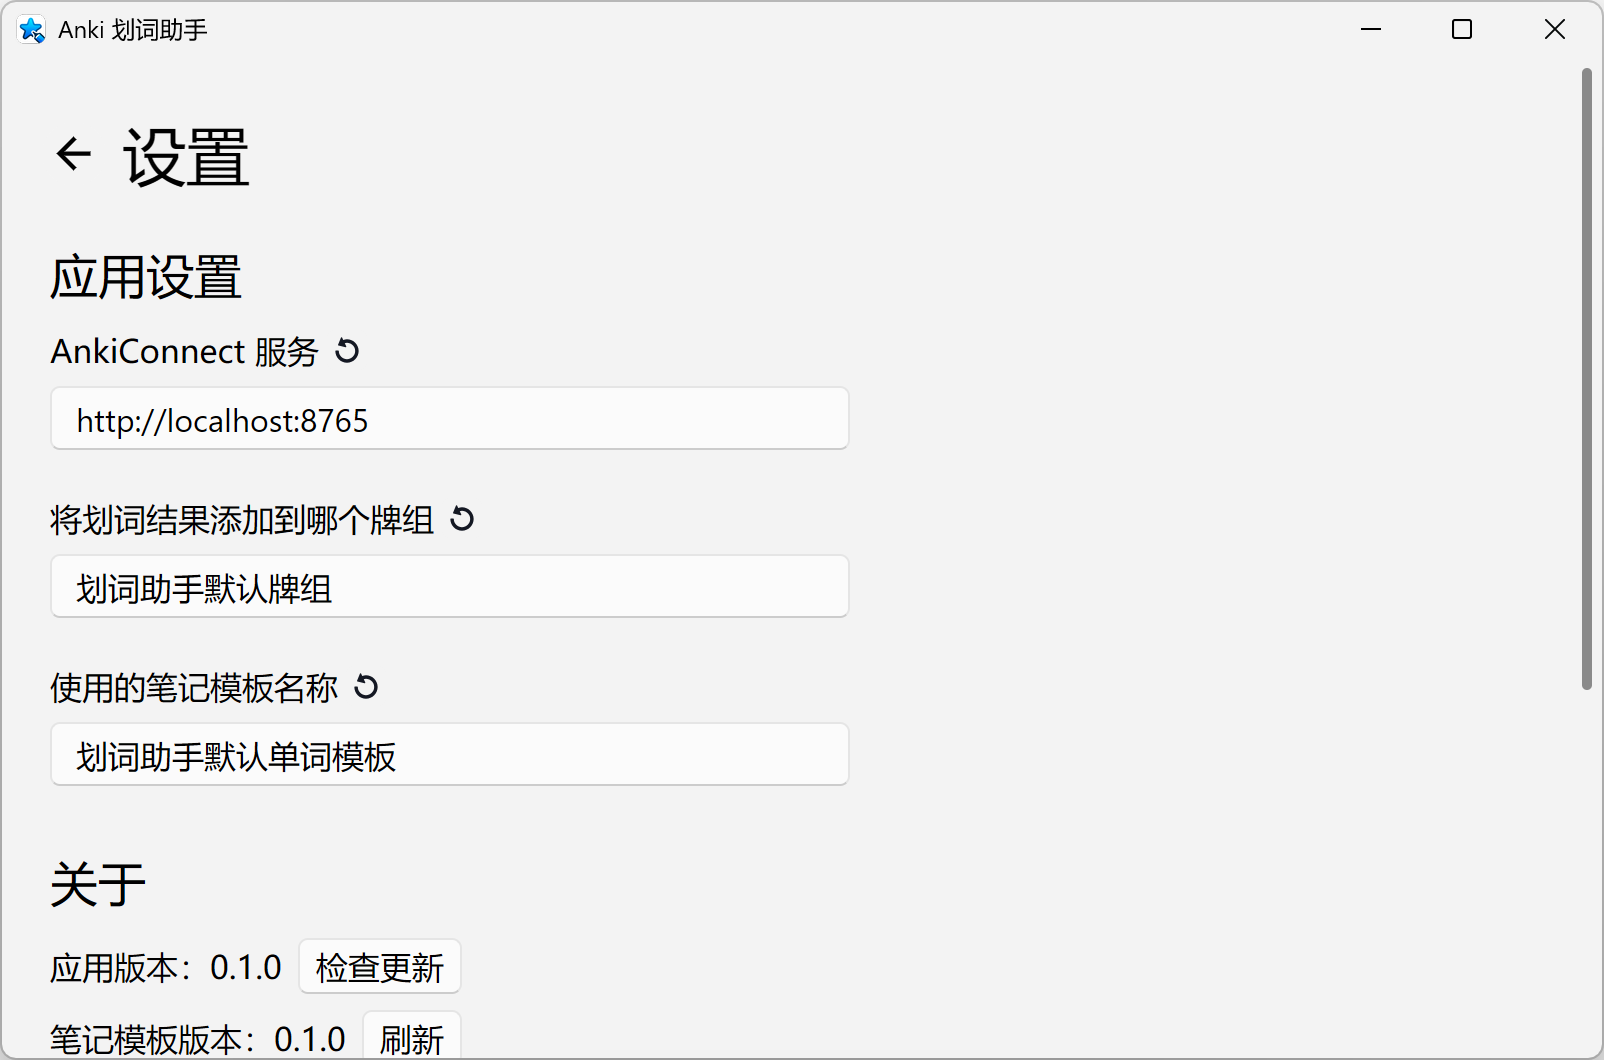 Anki 划词助手
设置
应用设置
AnkiConnect 服务
http://localhost:8765
将划词结果添加到哪个牌组
划词助手默认牌组
使用的笔记模板名称
划词助手默认单词模板
关于
应用版本：0.1.0 检查更新
笔记模板版本：0.1.0 刷新